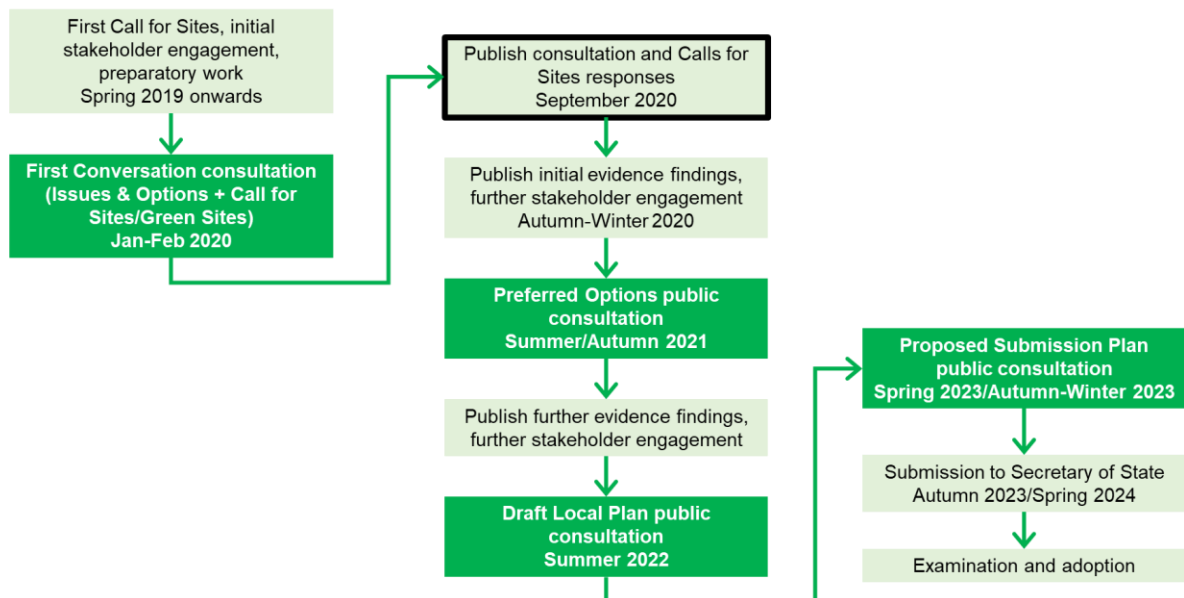 First Call for Sites, initial
stakeholder engagement,
preparatory work
Spring 2019 onwards
First Conversation consultation
(Issues & Options + Call for
Sites/Green Sites)
Jan-Feb 2020
Publish consultation and Calls for
Sites responses
September 2020
Publish initial evidence findings,
further stakeholder engagement
Autumn-Winter 2020
Preferred Options public
consultation
Summer/Autumn 2021
Publish further evidence findings,
further stakeholder engagement
Draft Local Plan public
consultation
Summer 2022
Proposed Submission Plan
public consultation
Spring 2023/Autumn-Winter 2023
Submission to Secretary of State
Autumn 2023/Spring 2024
Examination and adoption